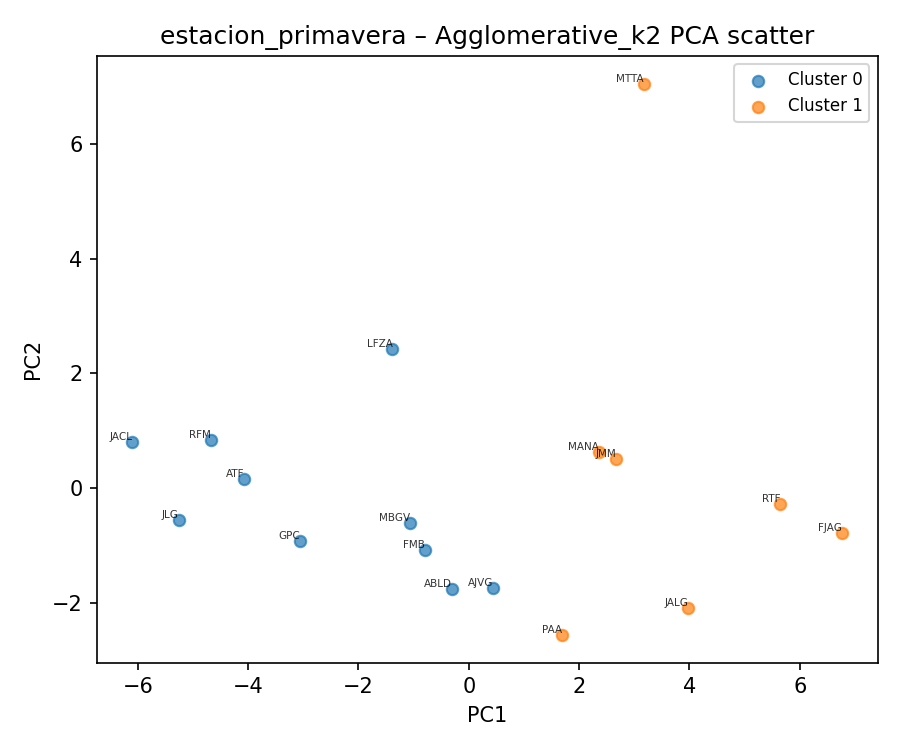 estacion_primavera – Agglomerative_k2 PCA scatter
Cluster 0
Cluster 1
MTTA
6
4
LFZA
2
JACL
RFM
MANA
JMM
ATF
0
JLG
GPC
MBGV
FMB
RTF
FJAG
ABLD
AJVG
−2
JALG
PAA
−6
−4
−2
0
2
4
6
PC1
PC2